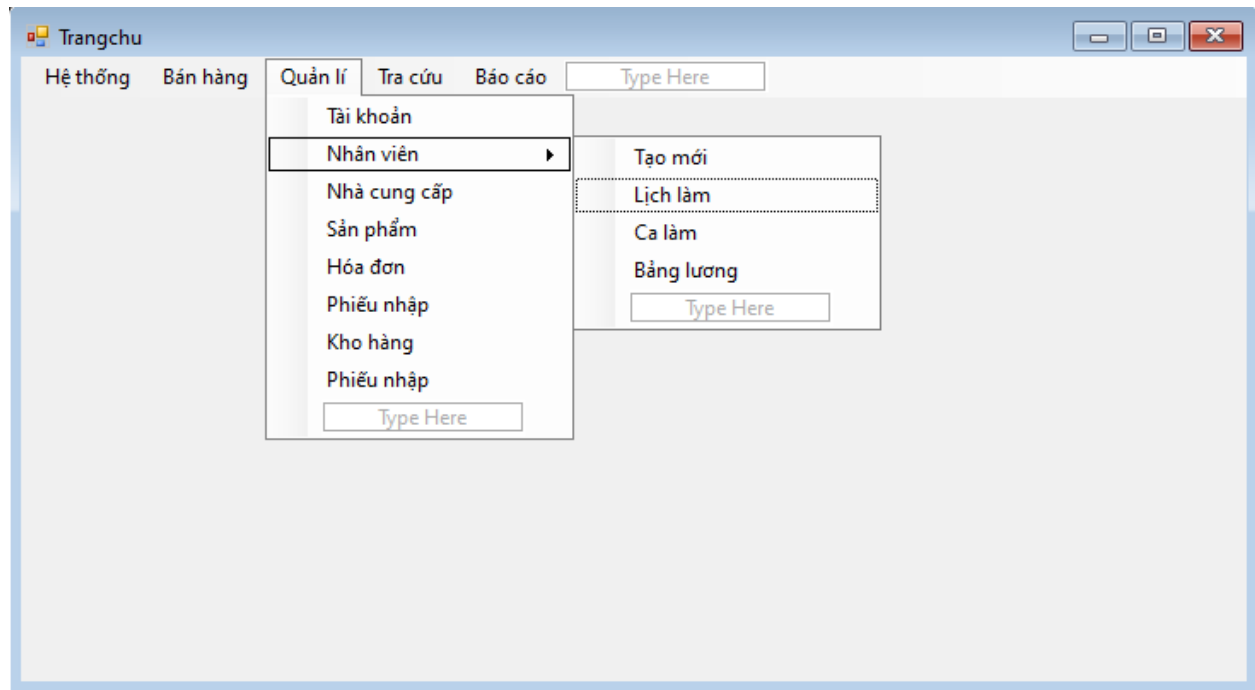 Trangchu
Hệ thống Bán hàng Quản lí Tra cứu Báo cáo Type Here
Tài khoản
Nhân viên
Nhà cung cấp
Sản phẩm
Hóa đơn
Phiếu nhập
Kho hàng
Phiếu nhập
Type Here
Tạo mới
Lịch làm
Ca làm
Bảng lương
Type Here